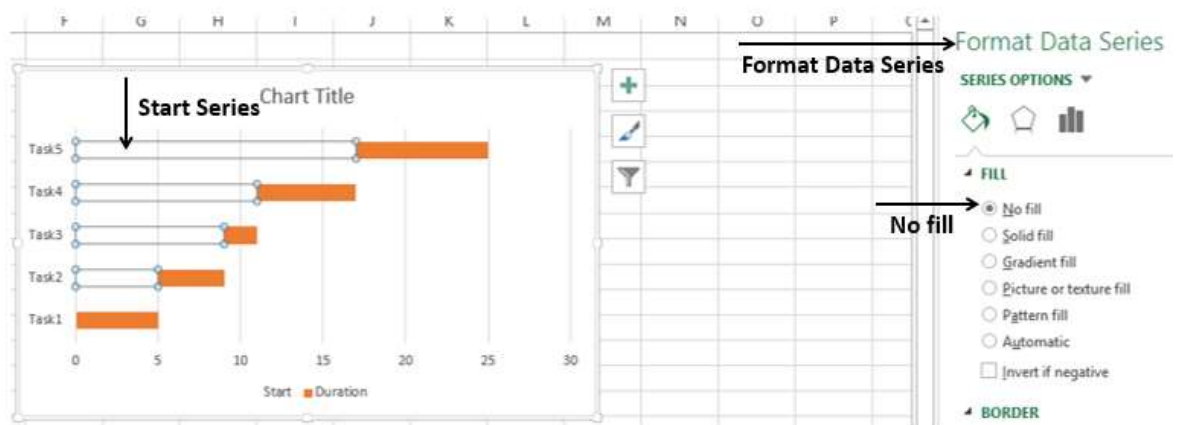 F G H I J K L M N O P
Format Data Series
Format Data Series
SERIES OPTIONS
Chart Title
Start Series
Task5
Task4
Task3
Task2
Task1
0 5 10 15 20 25 30
Start Duration
FILL
No fill
No fill
Solid fill
Gradient fill
Picture or texture fill
Pattern fill
Automatic
Invert if negative
BORDER